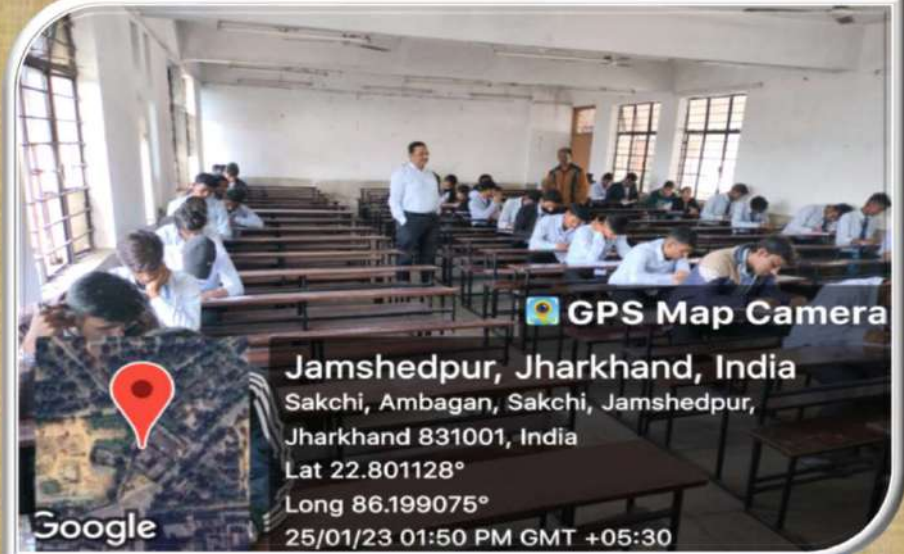 GPS Map Camera
Jamshedpur, Jharkhand, India
Sakchi, Ambagan, Sakchi, Jamshedpur,
Jharkhand 831001, India
Lat 22.801128°
Long 86.199075°
25/01/23 01:50 PM GMT +05:30
Google